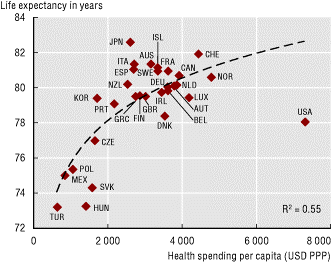 Life expectancy in years
84
82
80
78
76
74
72
JPN
ISL
AUS
ITA
FRA
CHE
ESP
SWE
CAN
NOR
NZL
DEU
NLD
KOR
IRL
LUX
PRT
AUT
GRC
FIN
GBR
BEL
DNK
USA
CZE
POL
MEX
SVK
TUR
HUN
R² = 0.55
0 2 000 4 000 6 000 8 000
Health spending per capita (USD PPP)